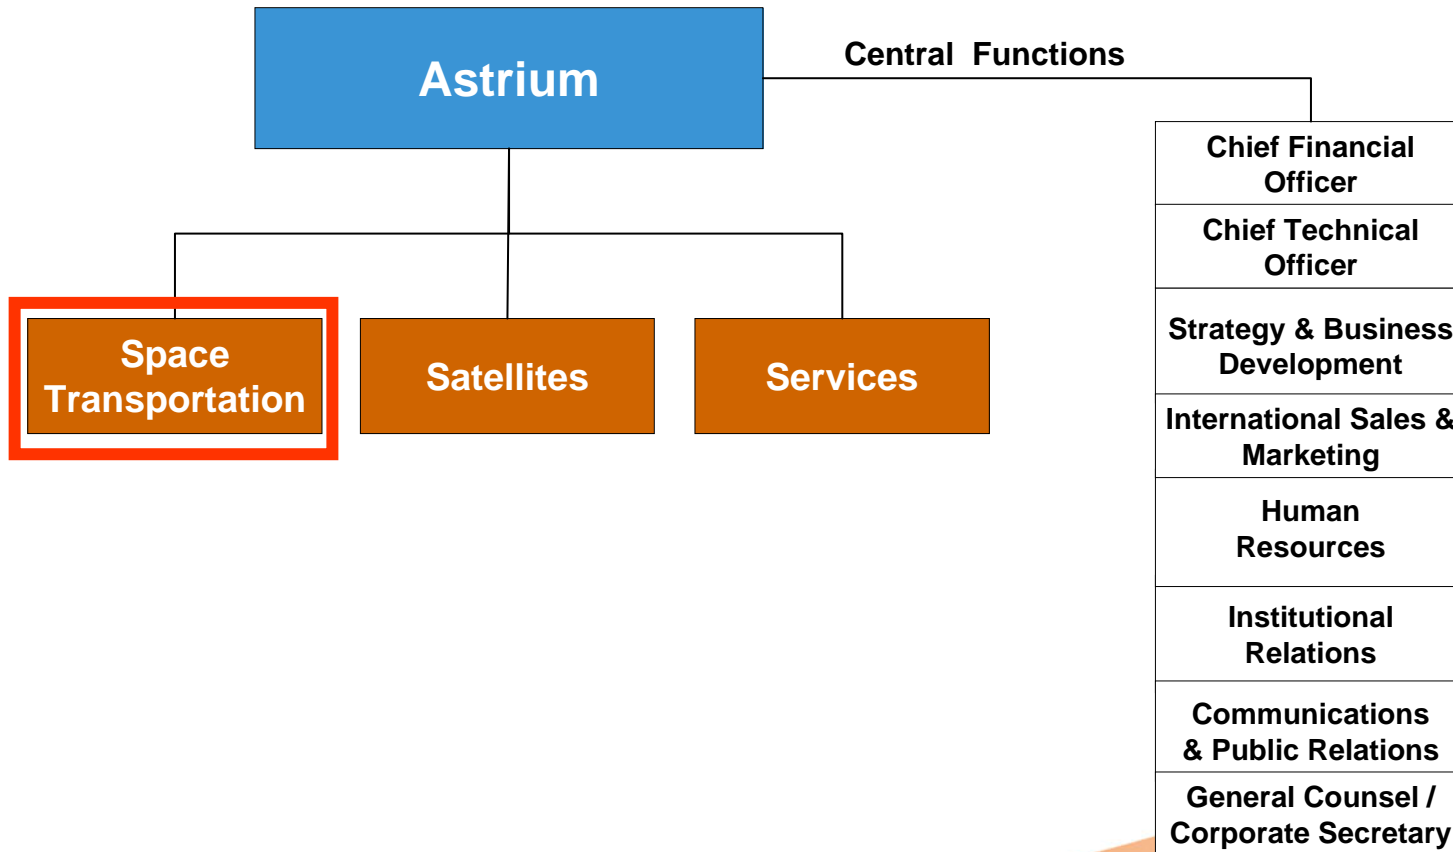 Astrium
Central Functions
Space
Transportation
Satellites
Services
Chief Financial
Officer
Chief Technical
Officer
Strategy & Business
Development
International Sales &
Marketing
Human
Resources
Institutional
Relations
Communications
& Public Relations
General Counsel /
Corporate Secretary